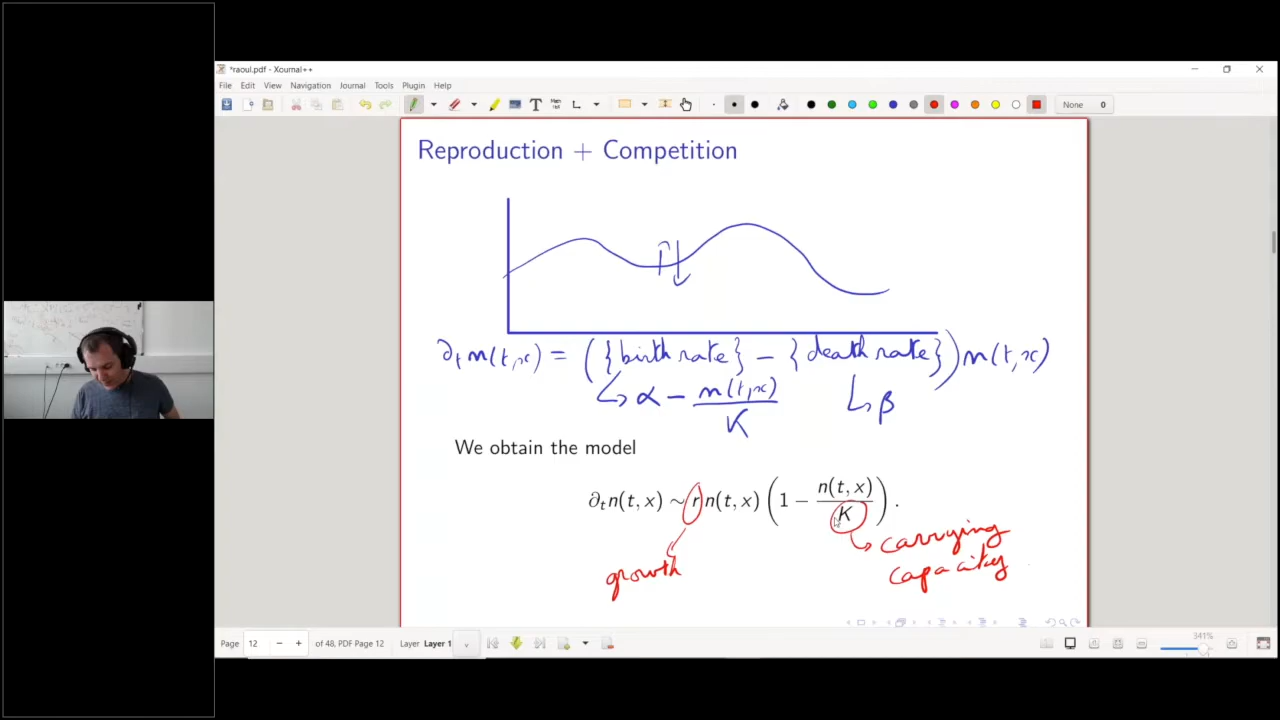 *raoul.pdf - Xournal++
File Edit View Navigation Journal Tools Plugin Help
None 0
Reproduction + Competition
∂ₜn(t,x) = ({birth rate} − {death rate}) n(t,x)
↳ α − n(t,x)/K ↳ β
We obtain the model
∂ₜn(t, x) ∼ r n(t, x) (1 − n(t, x)/K).
growth
carrying
capacity
Page 12 − + of 48, PDF Page 12 Layer Layer 1
341%